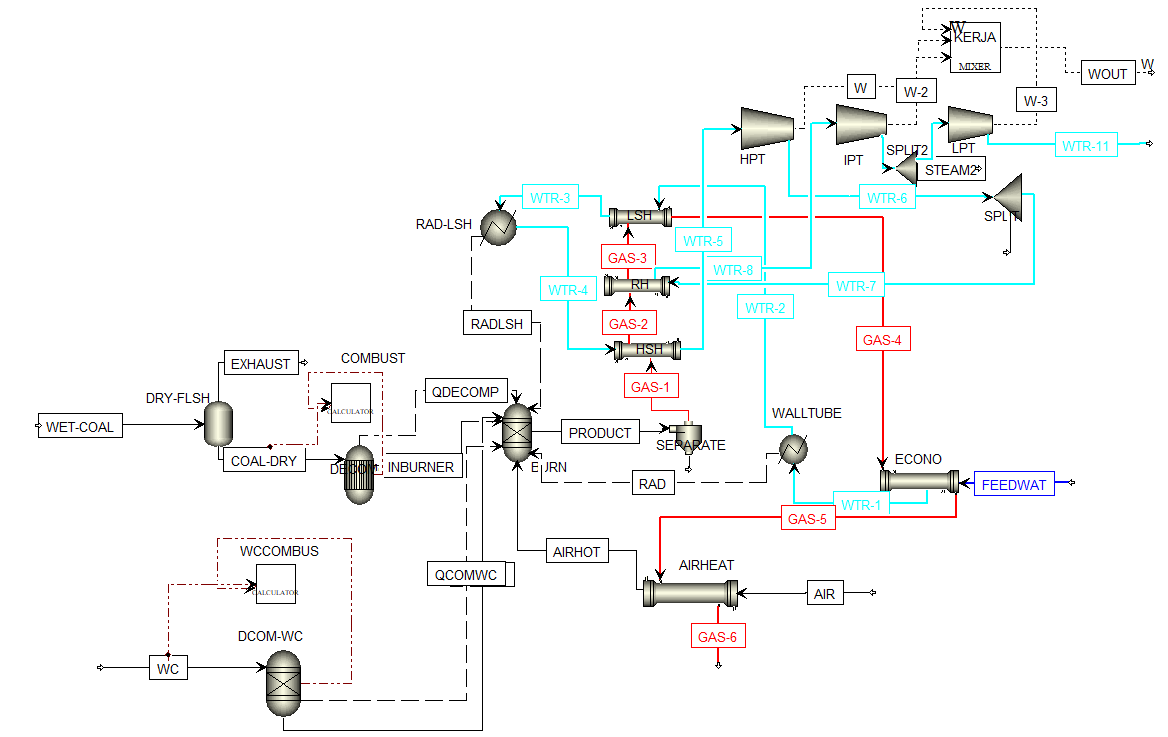 W
KERJA
MIXER
WOUT
W
W
W-2
W-3
HPT
IPT
SPLIT2
LPT
STEAM2
WTR-11
WTR-3
LSH
WTR-6
SPLIT
RAD-LSH
WTR-5
GAS-3
WTR-8
RH
WTR-7
WTR-4
WTR-2
RADLSH
GAS-2
GAS-4
HSH
EXHAUST
COMBUST
GAS-1
QDECOMP
DRY-FLSH
CALCULATOR
WALLTUBE
WET-COAL
PRODUCT
SEPARATE
COAL-DRY
DECOM
INBURNER
ECONO
RAD
FEEDWAT
WTR-1
GAS-5
WCCOMBUS
AIRHOT
QCOMWC
AIRHEAT
CALCULATOR
AIR
DCOM-WC
GAS-6
WC